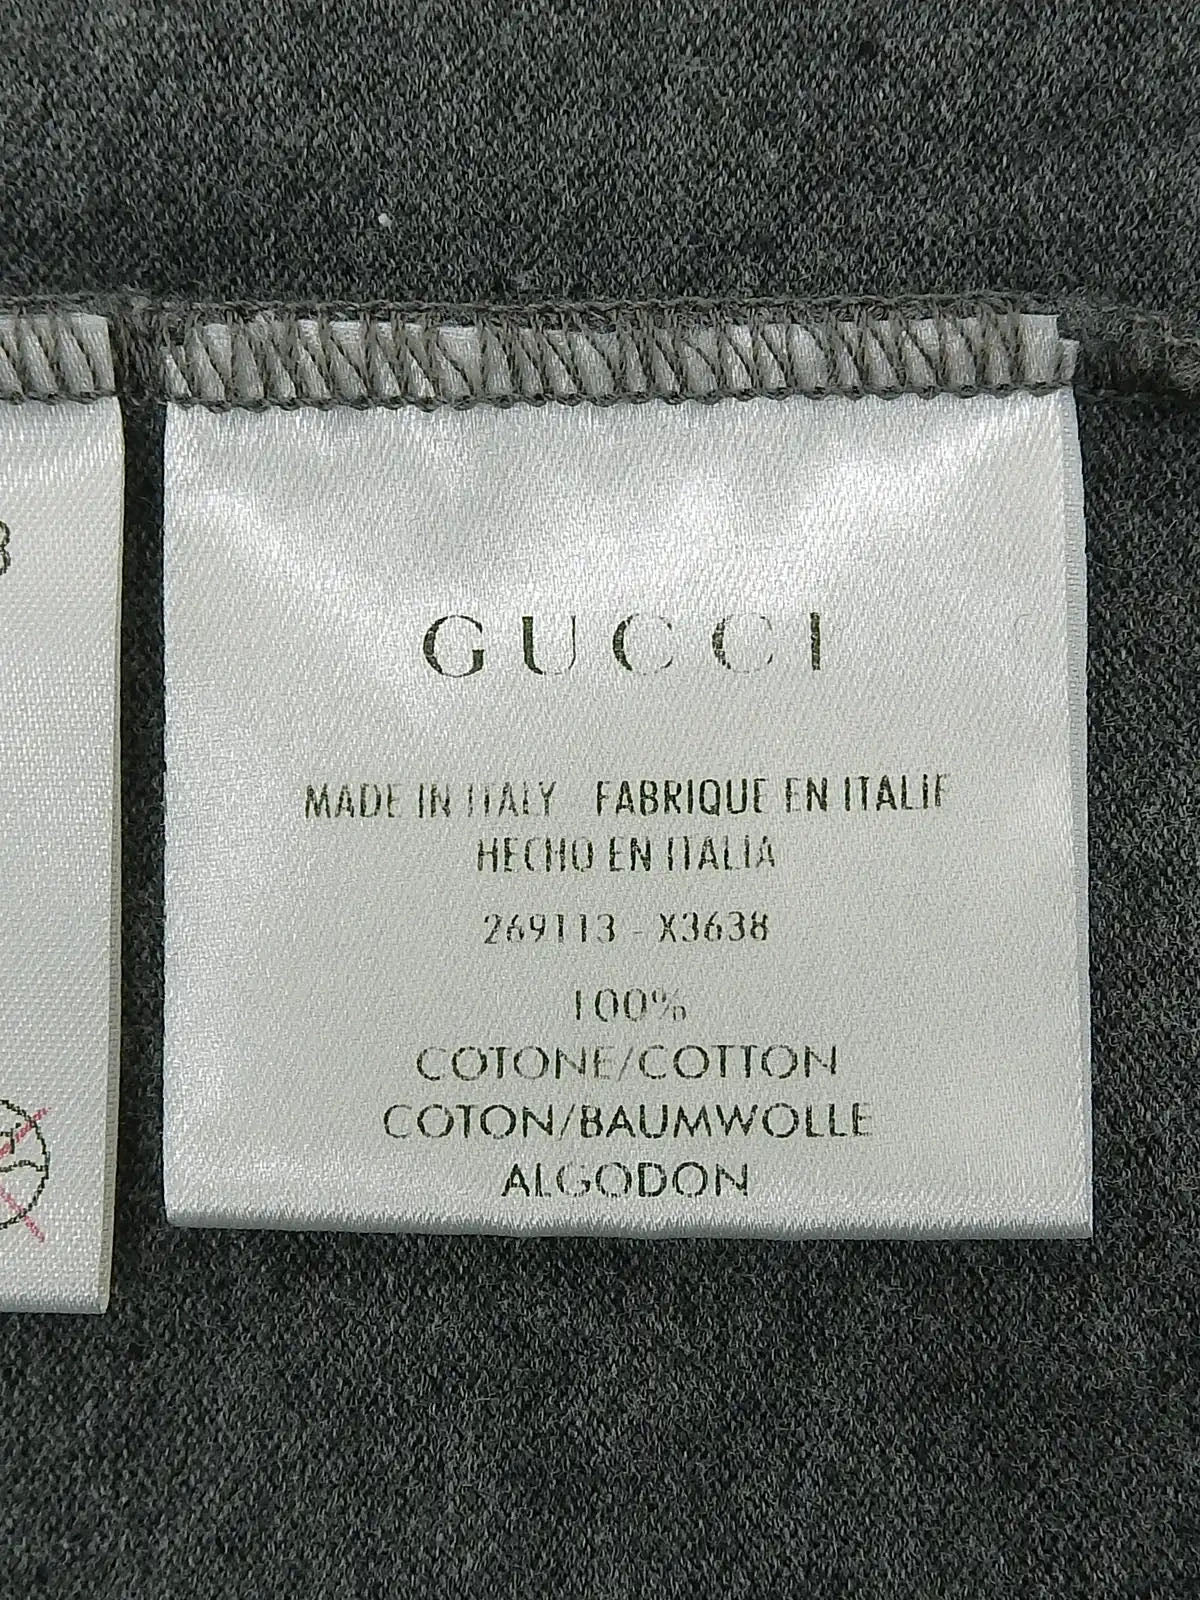 GUCCI
MADE IN ITALY FABRIQUE EN ITALIE
HECHO EN ITALIA
269113 - X3638
100%
COTONE/COTTON
COTON/BAUMWOLLE
ALGODON